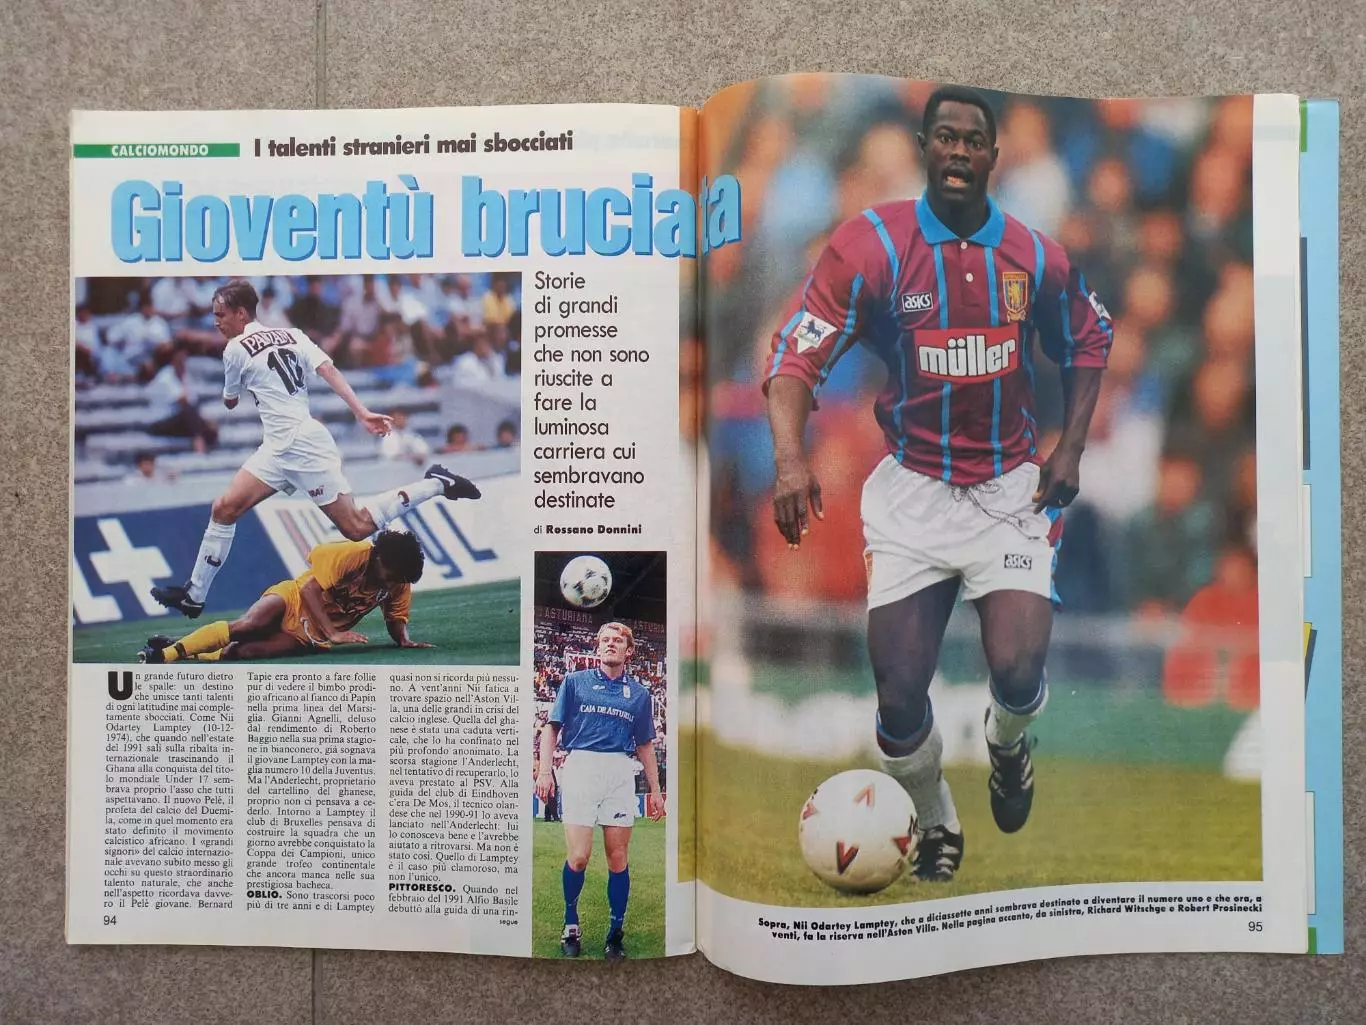 CALCIOMONDO
I talenti stranieri mai sbocciati
Gioventù bruciata
Storie
di grandi
promesse
che non sono
riuscite a
fare la
luminosa
carriera cui
sembravano
destinate
di Rossano Donnini
10
ASTURIANA
ASTUR
CAJA DE ASTURIAS
asics
müller
asics
Un grande futuro dietro
le spalle: un destino
che unisce tanti talenti
di ogni latitudine mai comple-
tamente sbocciati. Come Nii
Odartey Lamptey (10-12-
1974), che quando nell'estate
del 1991 salì sulla ribalta in-
ternazionale trascinando il
Ghana alla conquista del tito-
lo mondiale Under 17 sem-
brava proprio l'asso che tutti
aspettavano. Il nuovo Pelé, il
profeta del calcio del Duemi-
la, come in quel momento era
stato definito il movimento
calcistico africano. I «grandi
signori» del calcio internazio-
nale avevano subito messo gli
occhi su questo straordinario
talento naturale, che anche
nell'aspetto ricordava davve-
ro il Pelé giovane. Bernard
Tapie era pronto a fare follie
pur di vedere il bimbo prodi-
gio africano al fianco di Papin
nella prima linea del Marsi-
glia. Gianni Agnelli, deluso
dal rendimento di Roberto
Baggio nella sua prima stagio-
ne in bianconero, già sognava
il giovane Lamptey con la ma-
glia numero 10 della Juventus.
Ma l'Anderlecht, proprietario
del cartellino del ghanese,
proprio non ci pensava a ce-
derlo. Intorno a Lamptey il
club di Bruxelles pensava di
costruire la squadra che un
giorno avrebbe conquistato la
Coppa dei Campioni, unico
grande trofeo continentale
che ancora manca nella sua
prestigiosa bacheca.
OBLIO. Sono trascorsi poco
più di tre anni e di Lamptey
quasi non si ricorda più nessu-
no. A vent'anni Nii fatica a
trovare spazio nell'Aston Vil-
la, una delle grandi in crisi del
calcio inglese. Quella del gha-
nese è stata una caduta verti-
cale, che lo ha confinato nel
più profondo anonimato. La
scorsa stagione l'Anderlecht,
nel tentativo di recuperarlo, lo
aveva prestato al PSV. Alla
guida del club di Eindhoven
c'era De Mos, il tecnico olan-
dese che nel 1990-91 lo aveva
lanciato nell'Anderlecht: lui
lo conosceva bene e l'avrebbe
aiutato a ritrovarsi. Ma non è
stato così. Quello di Lamptey
è il caso più clamoroso, ma
non l'unico.
PITTORESCO. Quando nel
febbraio del 1991 Alfio Basile
debuttò alla guida di una rin-
segue
94
Sopra, Nii Odartey Lamptey, che a diciassette anni sembrava destinato a diventare il numero uno e che ora, a
venti, fa la riserva nell'Aston Villa. Nella pagina accanto, da sinistra, Richard Witschge e Robert Prosinecki
95